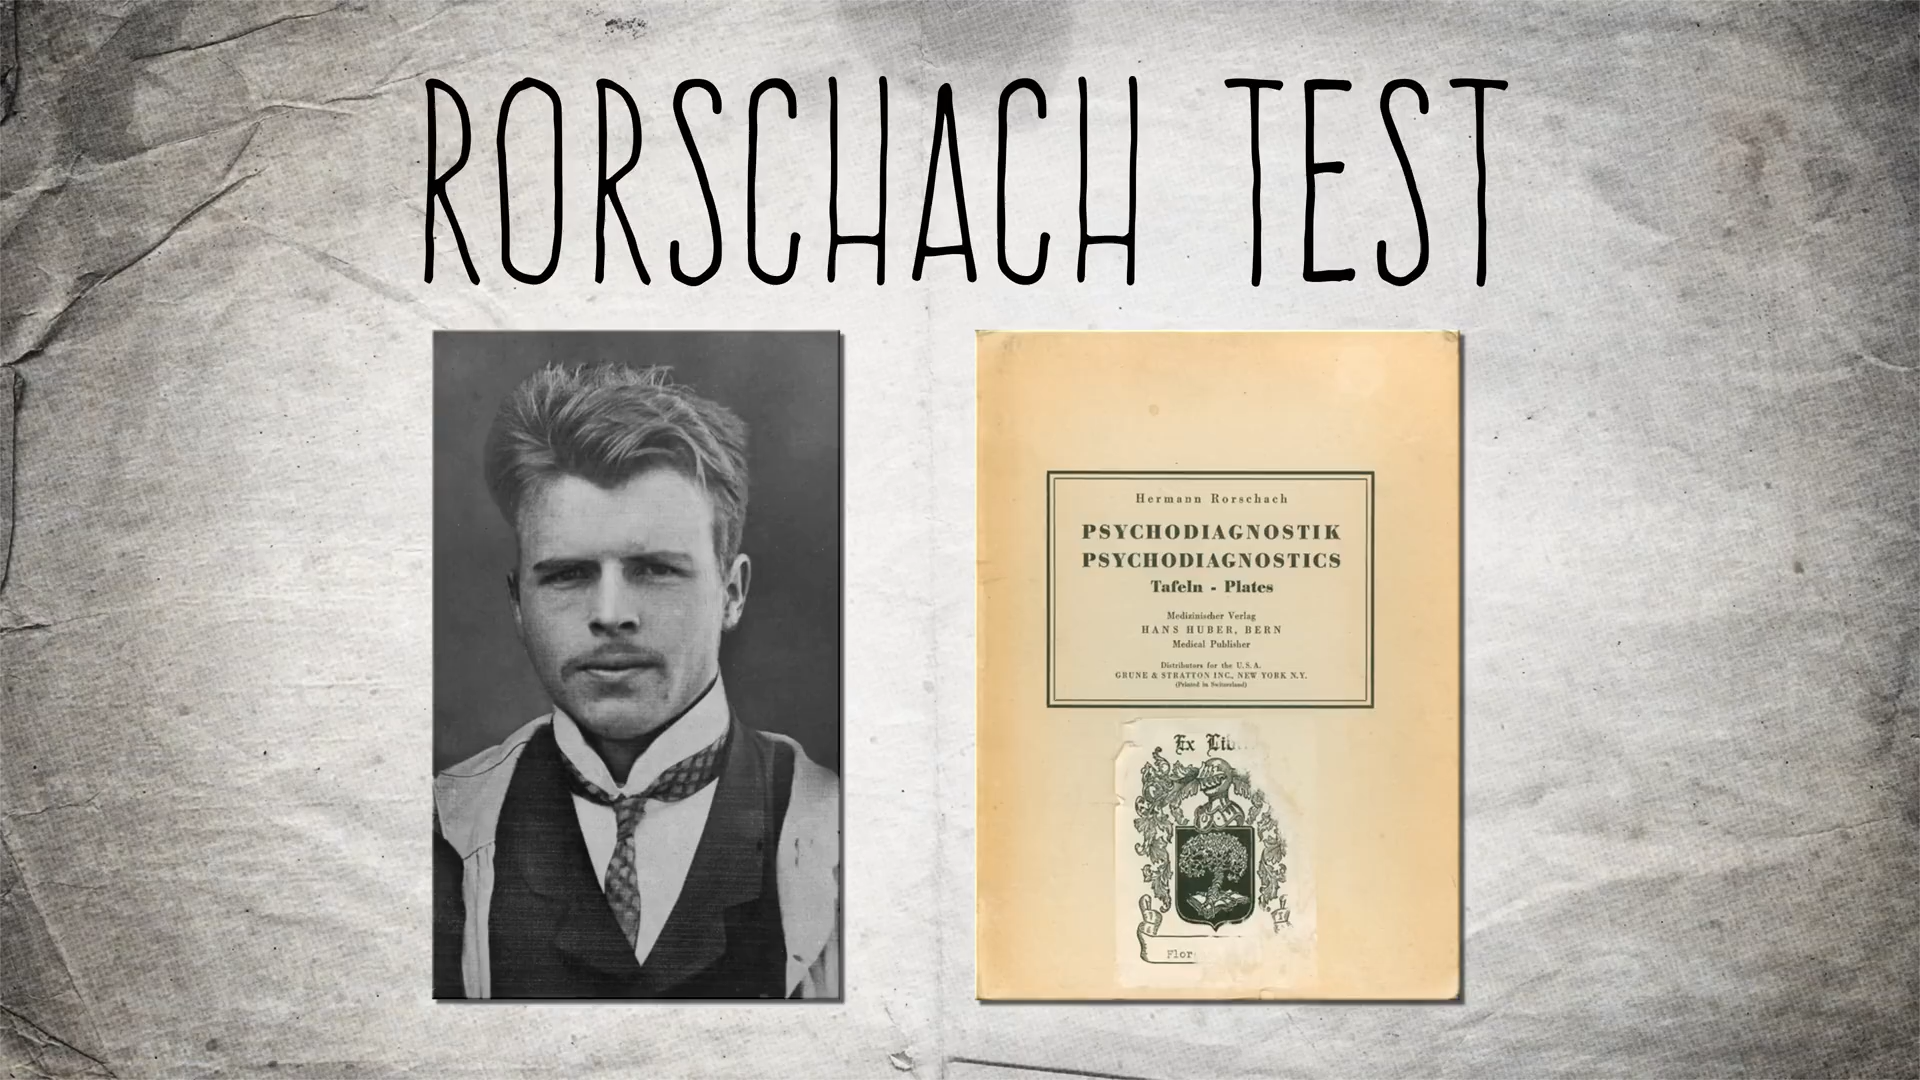 RORSCHACH TEST
Hermann Rorschach
PSYCHODIAGNOSTIK
PSYCHODIAGNOSTICS
Tafeln - Plates
Medizinischer Verlag
HANS HUBER, BERN
Medical Publisher
Distributors for the U.S.A.
GRUNE & STRATTON INC., NEW YORK N.Y.
(Printed in Switzerland)
Ex